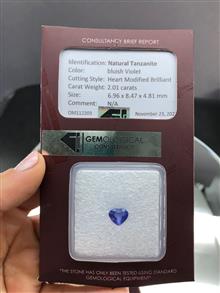 CONSULTANCY BRIEF REPORT
Identification: Natural Tanzanite
Color: bluish Violet
Cutting Style: Heart Modified Brilliant
Carat Weight: 2.01 carats
Size: 6.96 x 8.47 x 4.81 mm
Comment: N/A
November 25, 202
GEMOLOGICAL
CONSULTANCY
*THE STONE HAS ONLY BEEN TESTED USING STANDARD
GEMOLOGICAL EQUIPMENT*